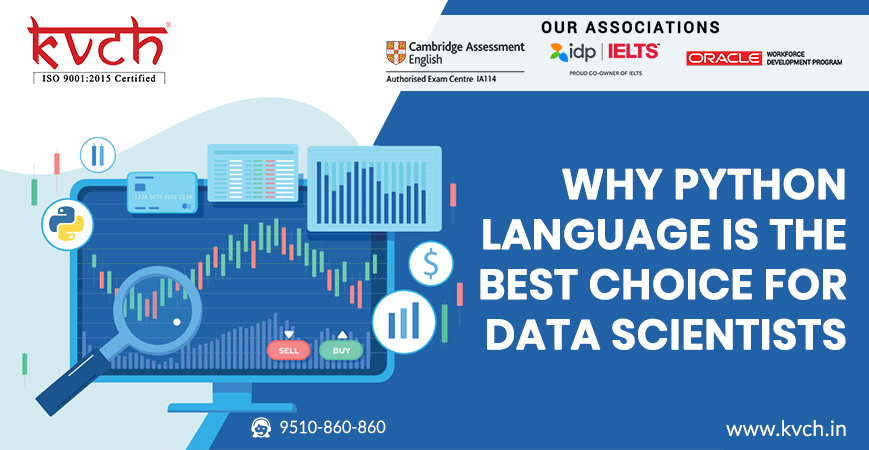 kvch®
ISO 9001:2015 Certified
OUR ASSOCIATIONS
Cambridge Assessment
English
Authorised Exam Centre IA114
idp IELTS™
PROUD CO-OWNER OF IELTS
ORACLE
WORKFORCE
DEVELOPMENT PROGRAM
WHY PYTHON
LANGUAGE IS THE
BEST CHOICE FOR
DATA SCIENTISTS
$
SELL
BUY
9510-860-860
www.kvch.in